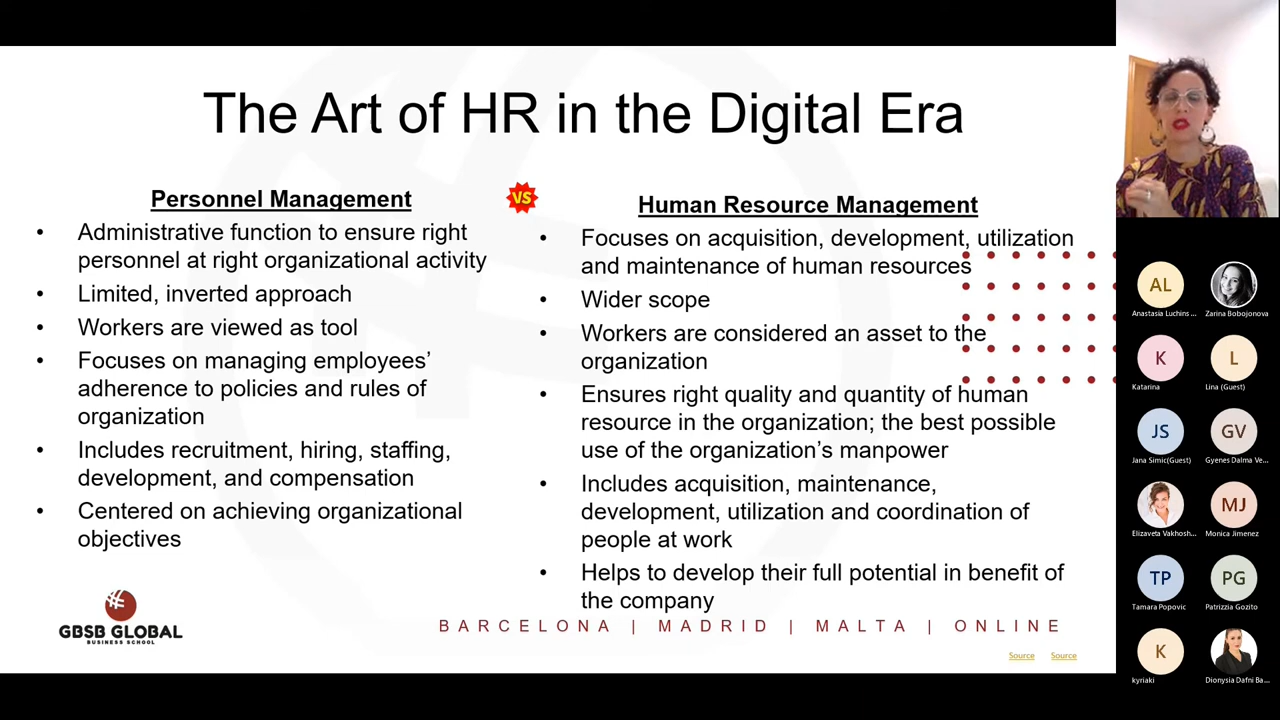 The Art of HR in the Digital Era
Personnel Management
• Administrative function to ensure right
personnel at right organizational activity
• Limited, inverted approach
• Workers are viewed as tool
• Focuses on managing employees’
adherence to policies and rules of
organization
• Includes recruitment, hiring, staffing,
development, and compensation
• Centered on achieving organizational
objectives
VS
Human Resource Management
• Focuses on acquisition, development, utilization
and maintenance of human resources
• Wider scope
• Workers are considered an asset to the
organization
• Ensures right quality and quantity of human
resource in the organization; the best possible
use of the organization’s manpower
• Includes acquisition, maintenance,
development, utilization and coordination of
people at work
• Helps to develop their full potential in benefit of
the company
GBSB GLOBAL
BUSINESS SCHOOL
BARCELONA | MADRID | MALTA | ONLINE
Source Source
AL
Anastasia Luchins ...
Zarina Bobojonova
K
Katarina
L
Lina (Guest)
JS
Jana Simic(Guest)
GV
Gyenes Dalma Ve...
Elizaveta Vakhosh...
MJ
Monica Jimenez
TP
Tamara Popovic
PG
Patrizzia Gozito
K
kyriaki
Dionysia Dafni Ba...